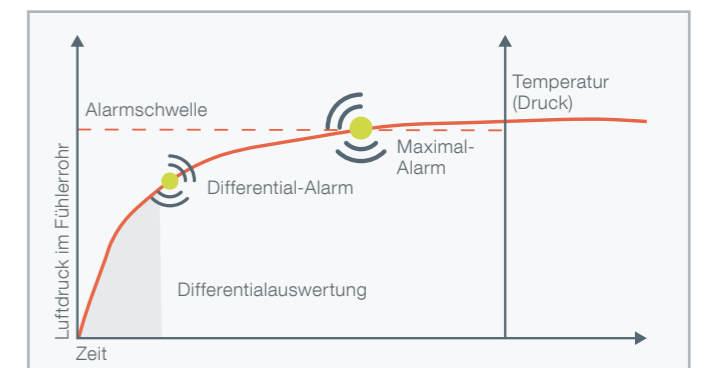 Temperatur
(Druck)
Alarmschwelle
Maximal-
Alarm
Differential-Alarm
Luftdruck im Fühlerrohr
Differentialauswertung
Zeit